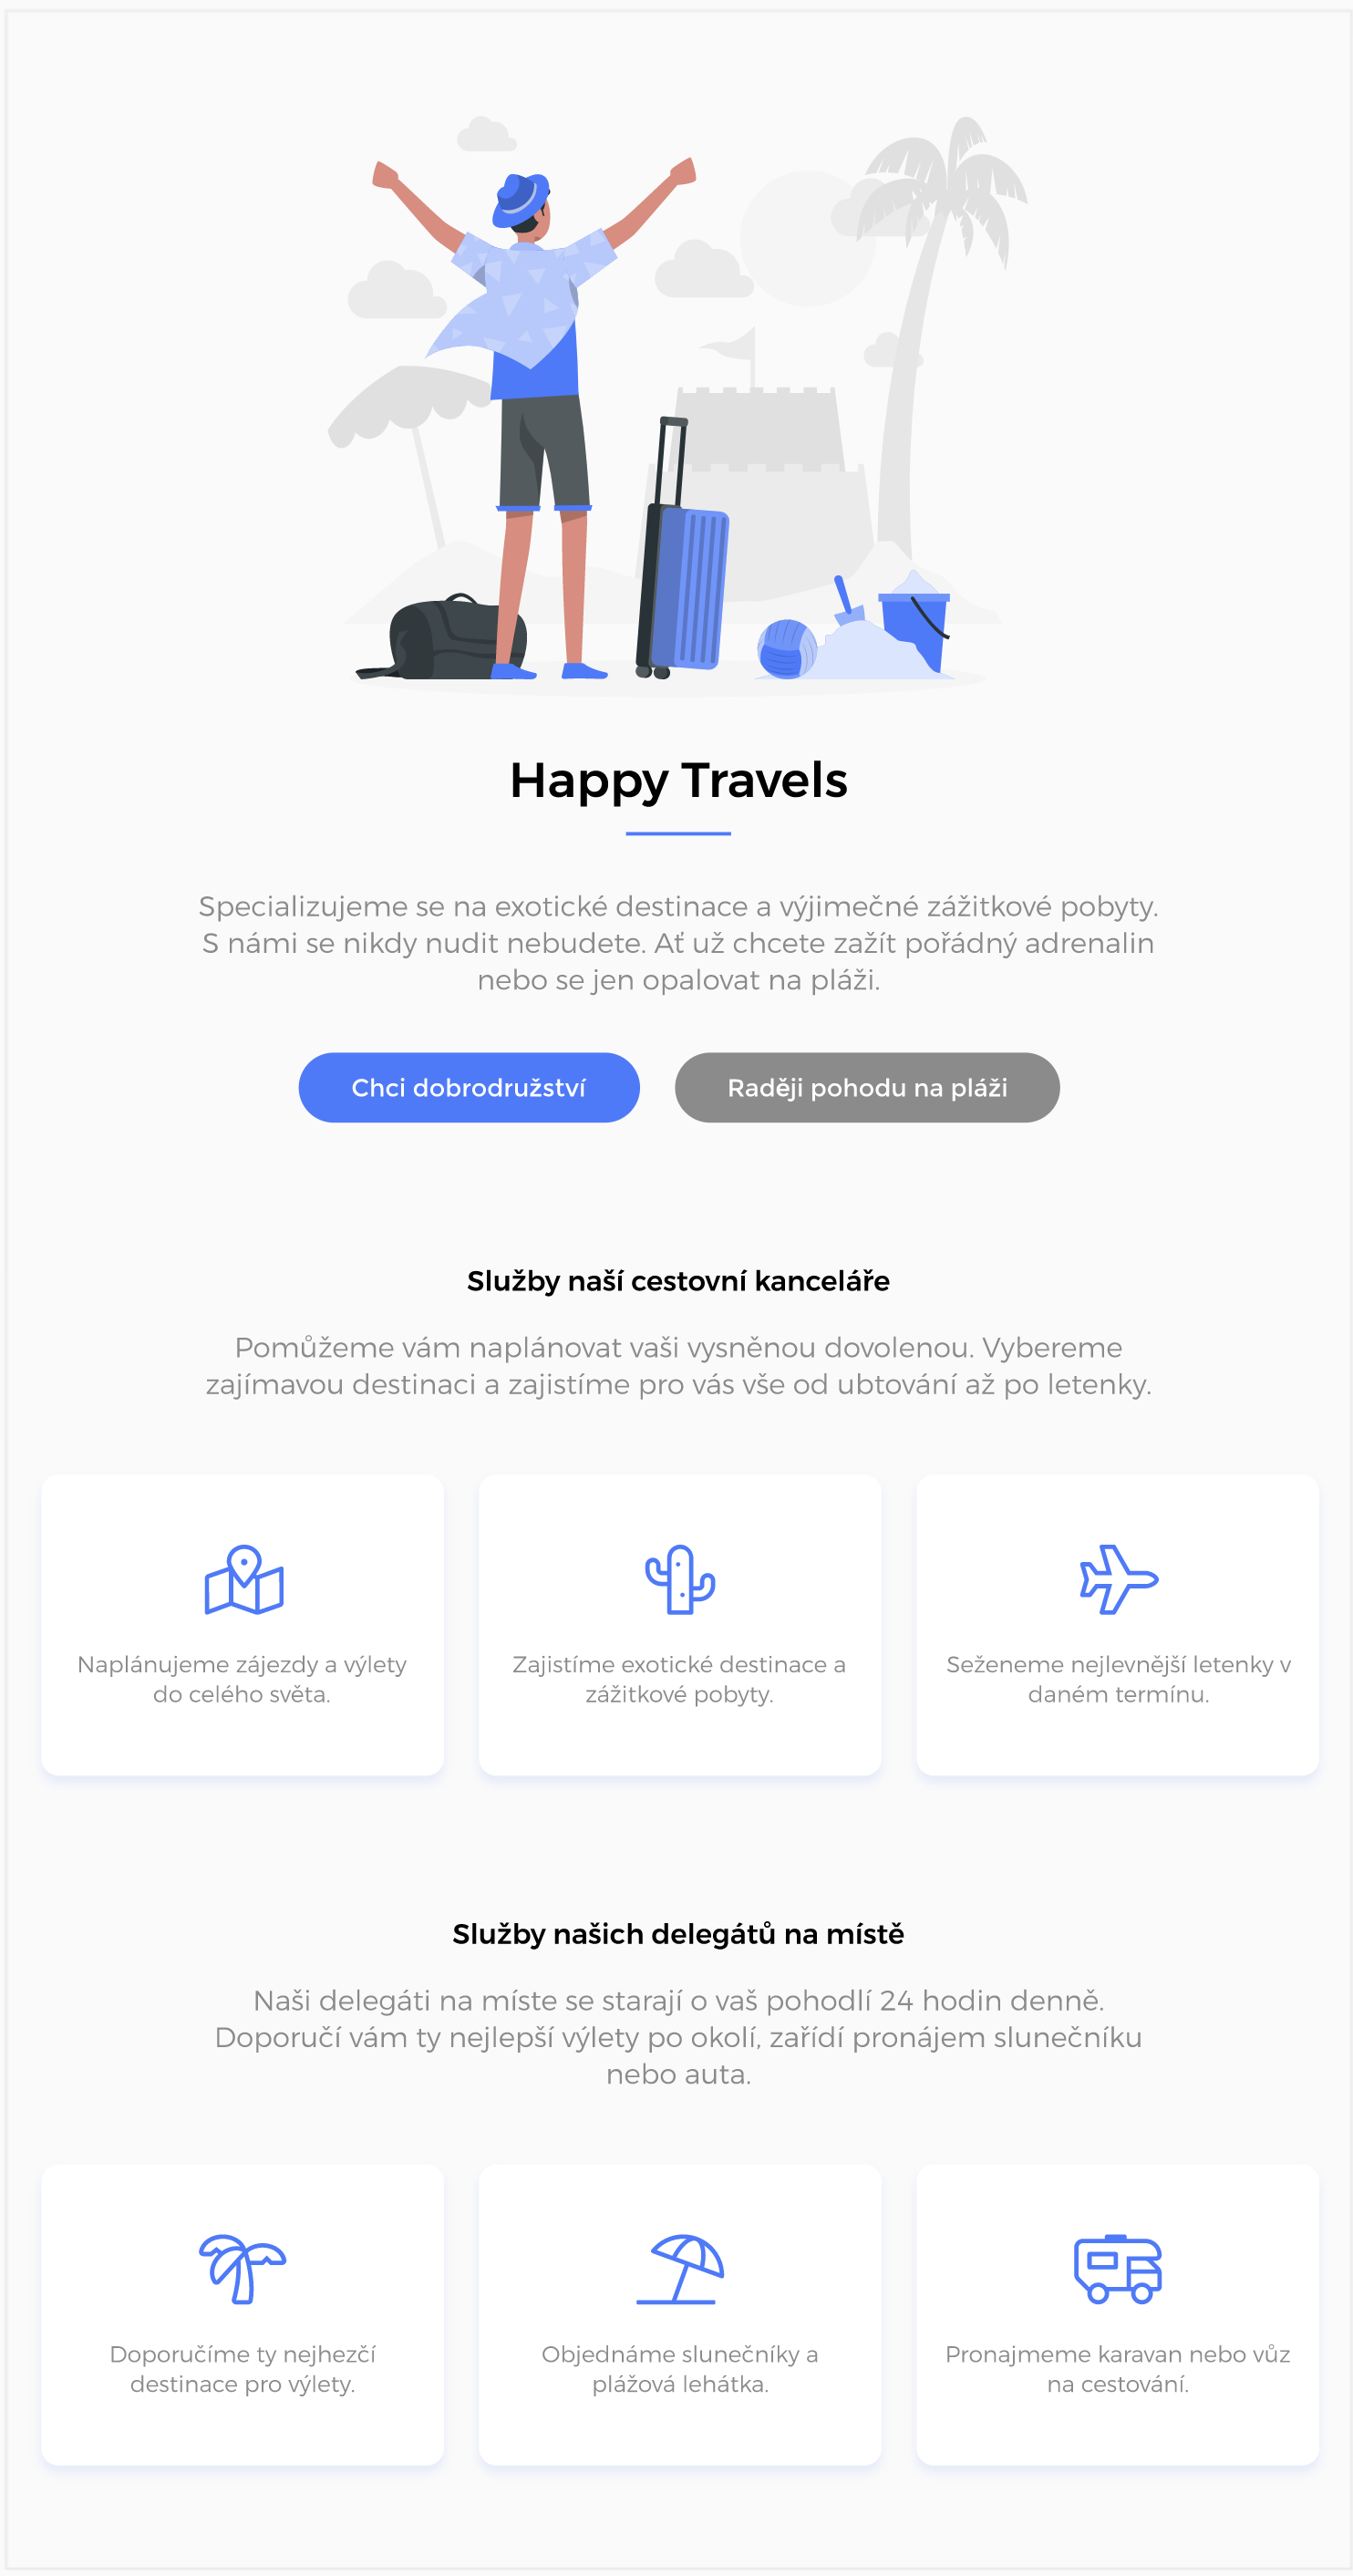 Happy Travels
Specializujeme se na exotické destinace a výjimečné zážitkové pobyty.
S námi se nikdy nudit nebudete. Ať už chcete zažít pořádný adrenalin
nebo se jen opalovat na pláži.
Chci dobrodružství
Raději pohodu na pláži
Služby naší cestovní kanceláře
Pomůžeme vám naplánovat vaši vysněnou dovolenou. Vybereme
zajímavou destinaci a zajistíme pro vás vše od ubtování až po letenky.
Naplánujeme zájezdy a výlety
do celého světa.
Zajistíme exotické destinace a
zážitkové pobyty.
Seženeme nejlevnější letenky v
daném termínu.
Služby našich delegátů na místě
Naši delegáti na míste se starají o vaš pohodlí 24 hodin denně.
Doporučí vám ty nejlepší výlety po okolí, zařídí pronájem slunečníku
nebo auta.
Doporučíme ty nejhezčí
destinace pro výlety.
Objednáme slunečníky a
plážová lehátka.
Pronajmeme karavan nebo vůz
na cestování.